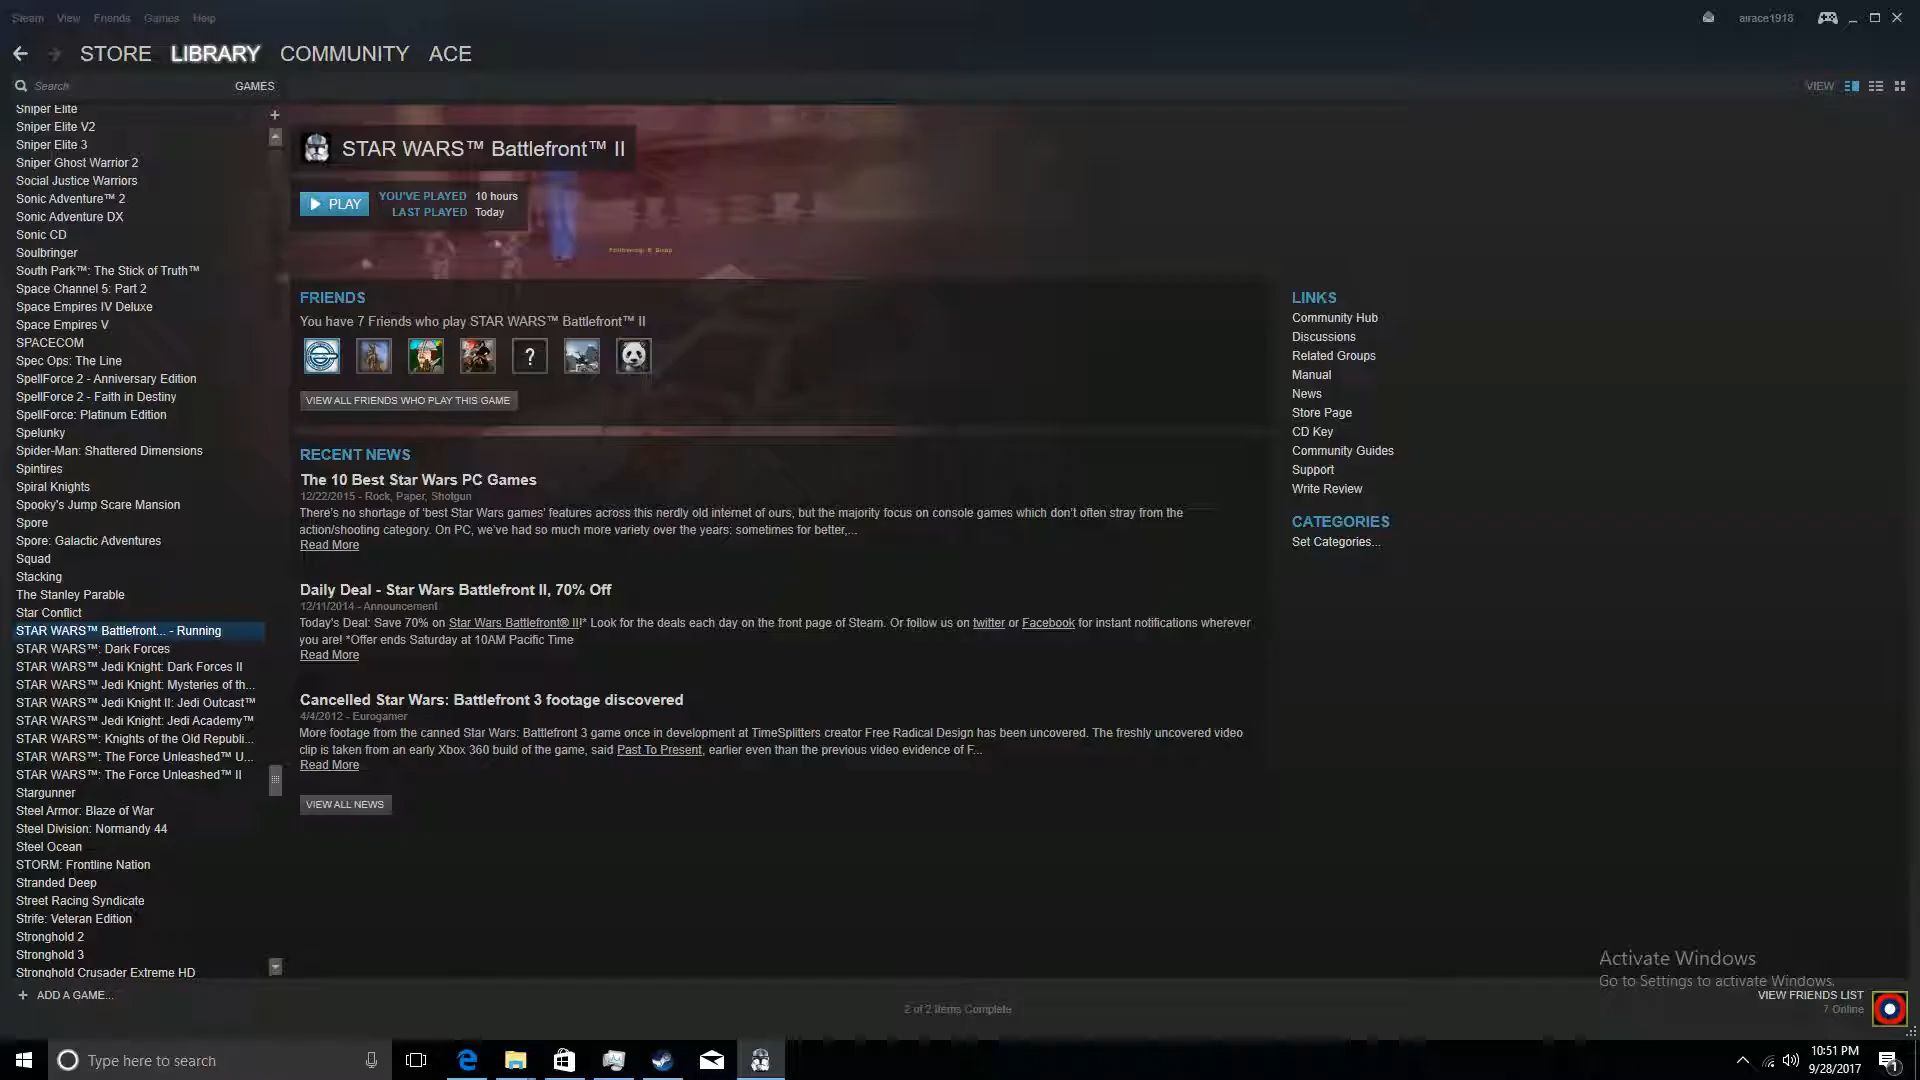 Steam View Friends Games Help
airace1918
STORE LIBRARY COMMUNITY ACE
Search GAMES
VIEW
Sniper Elite
Sniper Elite V2
Sniper Elite 3
Sniper Ghost Warrior 2
Social Justice Warriors
Sonic Adventure™ 2
Sonic Adventure DX
Sonic CD
Soulbringer
South Park™: The Stick of Truth™
Space Channel 5: Part 2
Space Empires IV Deluxe
Space Empires V
SPACECOM
Spec Ops: The Line
SpellForce 2 - Anniversary Edition
SpellForce 2 - Faith in Destiny
SpellForce: Platinum Edition
Spelunky
Spider-Man: Shattered Dimensions
Spintires
Spiral Knights
Spooky's Jump Scare Mansion
Spore
Spore: Galactic Adventures
Squad
Stacking
The Stanley Parable
Star Conflict
STAR WARS™ Battlefront... - Running
STAR WARS™: Dark Forces
STAR WARS™ Jedi Knight: Dark Forces II
STAR WARS™ Jedi Knight: Mysteries of th...
STAR WARS™ Jedi Knight II: Jedi Outcast™
STAR WARS™ Jedi Knight: Jedi Academy™
STAR WARS™: Knights of the Old Republi...
STAR WARS™: The Force Unleashed™ U...
STAR WARS™: The Force Unleashed™ II
Stargunner
Steel Armor: Blaze of War
Steel Division: Normandy 44
Steel Ocean
STORM: Frontline Nation
Stranded Deep
Street Racing Syndicate
Strife: Veteran Edition
Stronghold 2
Stronghold 3
Stronghold Crusader Extreme HD
+ ADD A GAME...
STAR WARS™ Battlefront™ II
PLAY
YOU'VE PLAYED 10 hours
LAST PLAYED Today
Following:
FRIENDS
You have 7 Friends who play STAR WARS™ Battlefront™ II
?
VIEW ALL FRIENDS WHO PLAY THIS GAME
RECENT NEWS
The 10 Best Star Wars PC Games
12/22/2015 - Rock, Paper, Shotgun
There's no shortage of 'best Star Wars games' features across this nerdly old internet of ours, but the majority focus on console games which don't often stray from the
action/shooting category. On PC, we've had so much more variety over the years: sometimes for better,...
Read More
Daily Deal - Star Wars Battlefront II, 70% Off
12/11/2014 - Announcement
Today's Deal: Save 70% on Star Wars Battlefront® II!* Look for the deals each day on the front page of Steam. Or follow us on twitter or Facebook for instant notifications wherever
you are! *Offer ends Saturday at 10AM Pacific Time
Read More
Cancelled Star Wars: Battlefront 3 footage discovered
4/4/2012 - Eurogamer
More footage from the canned Star Wars: Battlefront 3 game once in development at TimeSplitters creator Free Radical Design has been uncovered. The freshly uncovered video
clip is taken from an early Xbox 360 build of the game, said Past To Present, earlier even than the previous video evidence of F...
Read More
VIEW ALL NEWS
LINKS
Community Hub
Discussions
Related Groups
Manual
News
Store Page
CD Key
Community Guides
Support
Write Review
CATEGORIES
Set Categories...
Activate Windows
Go to Settings to activate Windows.
2 of 2 Items Complete
VIEW FRIENDS LIST
7 Online
Type here to search
10:51 PM
9/28/2017
1